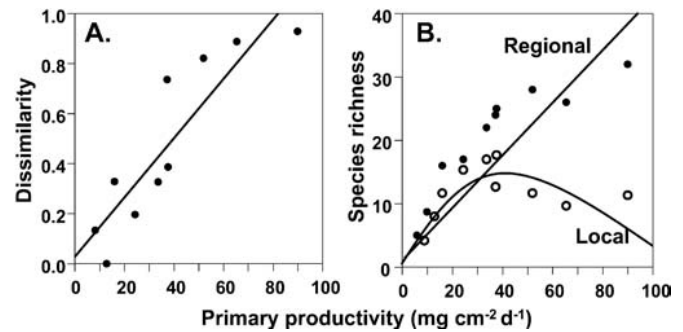 A.
Dissimilarity
1.0
0.8
0.6
0.4
0.2
0.0
0 20 40 60 80 100
B.
Species richness
40
30
20
10
0
Regional
Local
0 20 40 60 80 100
Primary productivity (mg cm⁻² d⁻¹)